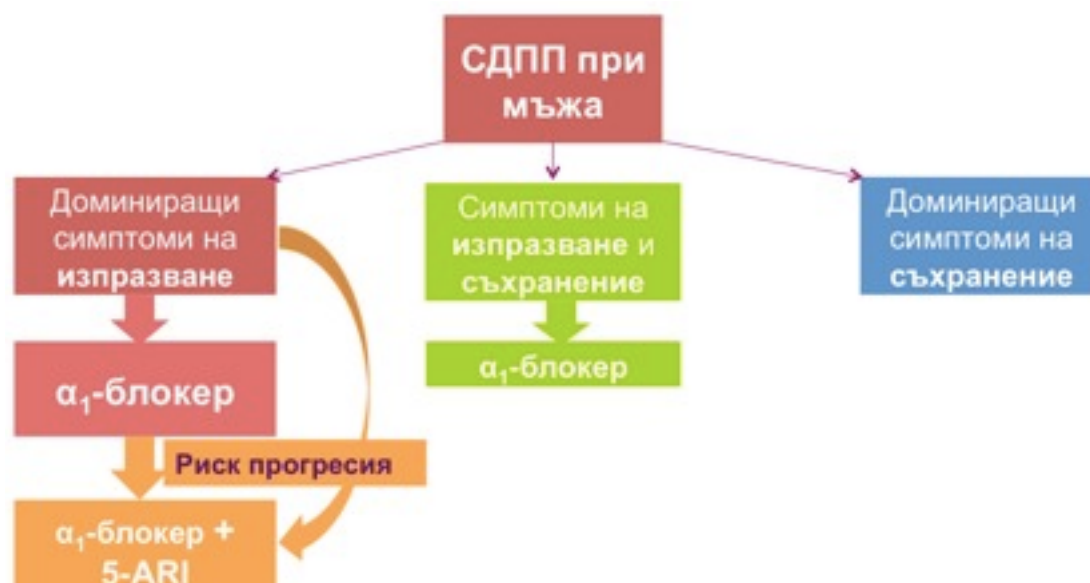 СДПП при
мъжа
Доминиращи
симптоми на
изпразване
Симптоми на
изпразване и
съхранение
Доминиращи
симптоми на
съхранение
α₁-блокер
α₁-блокер
Риск прогресия
α₁-блокер +
5-ARI